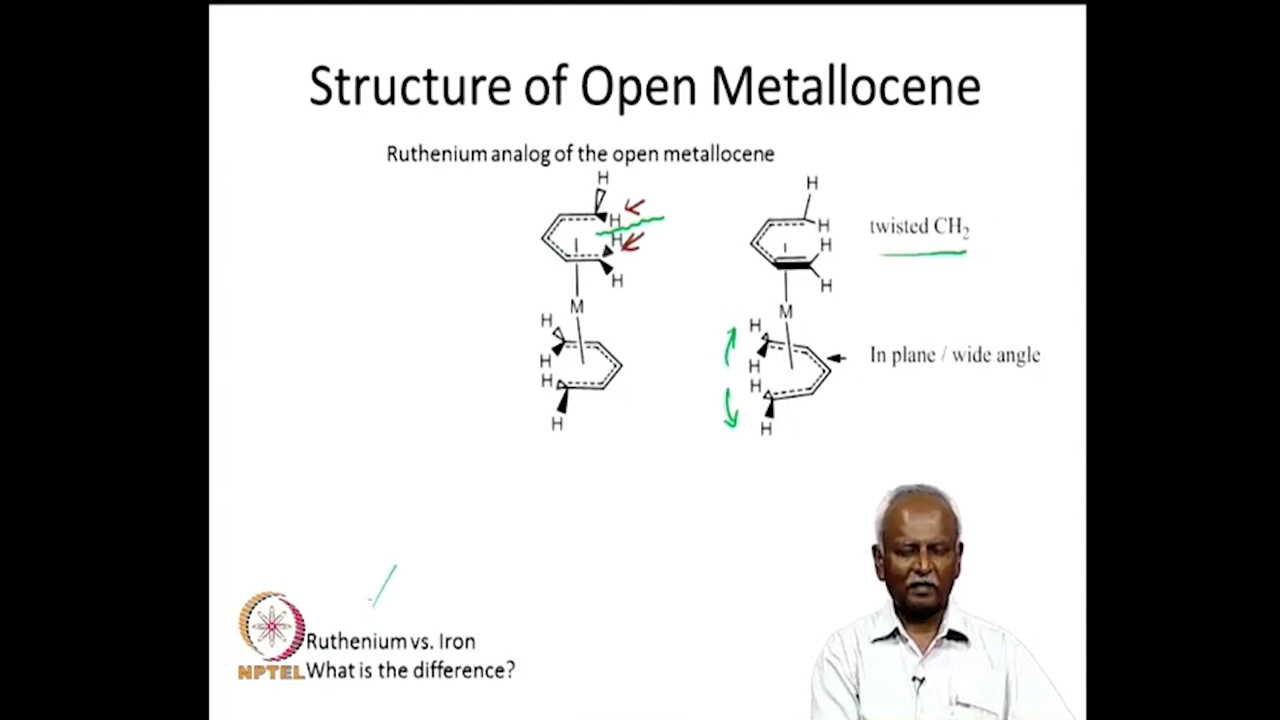 Structure of Open Metallocene
Ruthenium analog of the open metallocene
H
H
H
H
M
H
H
H
H
H
H
H
H
M
H
H
H
H
twisted CH₂
In plane / wide angle
Ruthenium vs. Iron
NPTEL What is the difference?